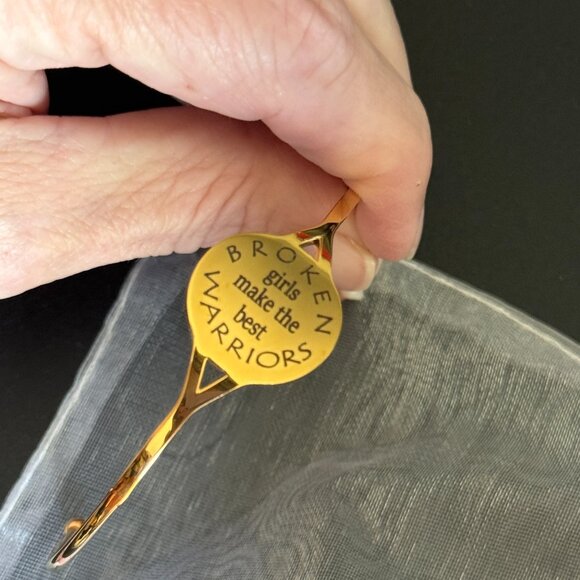 BROKEN
girls
make the
best
WARRIORS